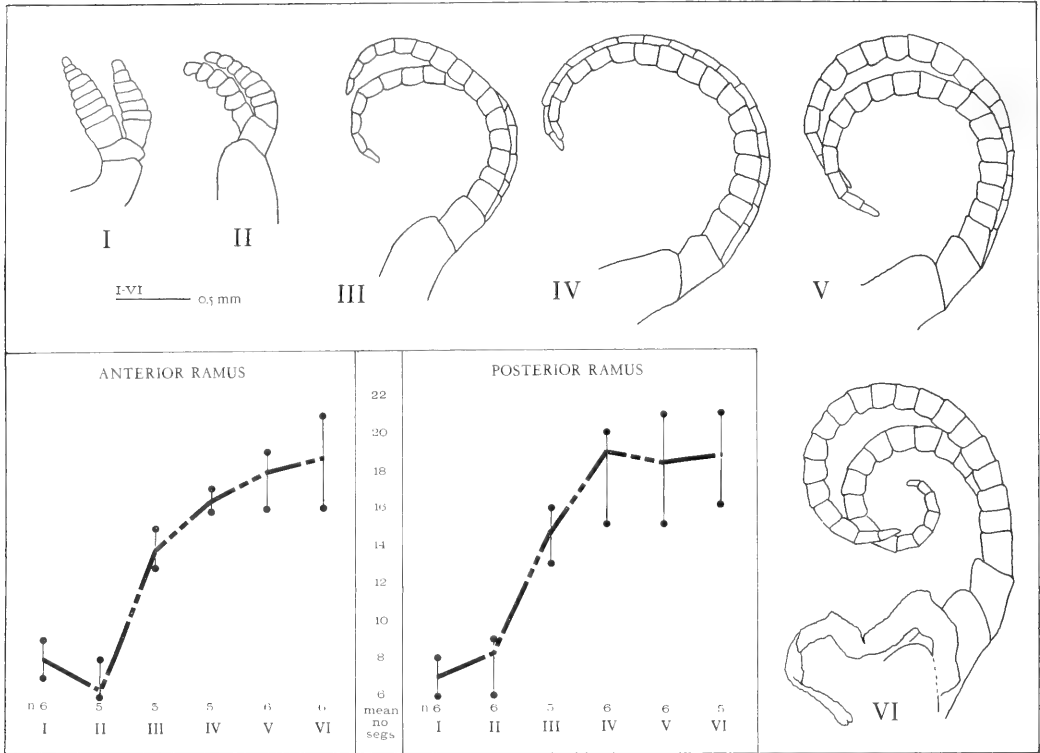 I
II
III
IV
V
I-VI
0.5 mm
ANTERIOR RAMUS
POSTERIOR RAMUS
22
20
18
16
14
12
10
8
6
mean
no
segs
n 6 5 5 5 6 6
I II III IV V VI
n 6 6 5 6 6 5
I II III IV V VI
VI